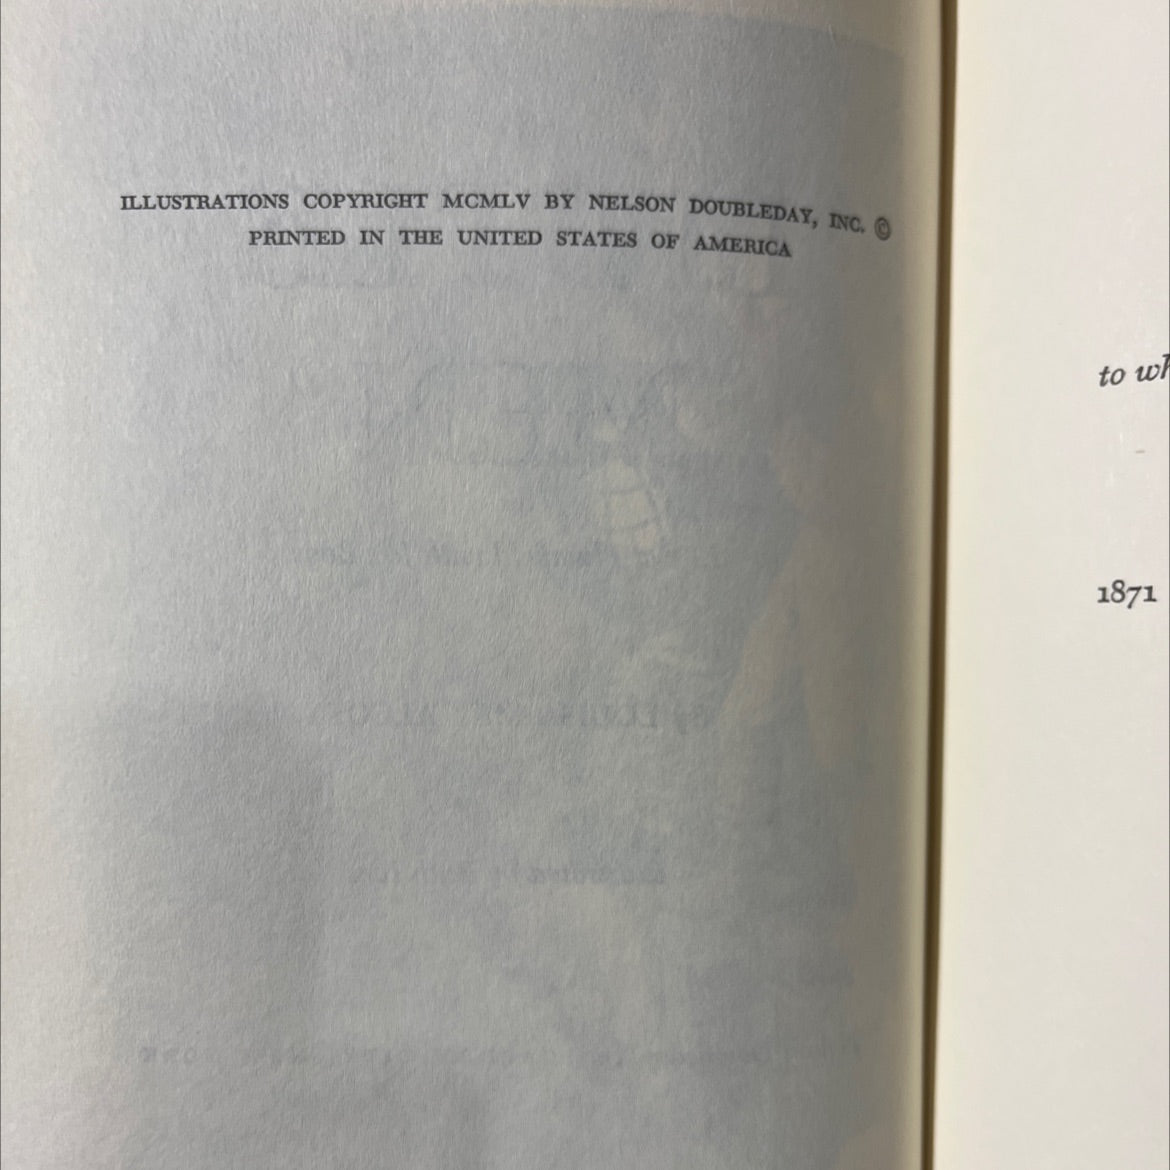 ILLUSTRATIONS COPYRIGHT MCMLV BY NELSON DOUBLEDAY, INC. ©
PRINTED IN THE UNITED STATES OF AMERICA
to wh
1871